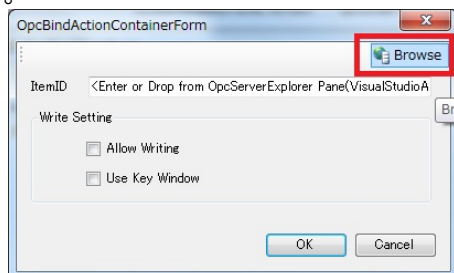 OpcBindActionContainerForm
Browse
ItemID <Enter or Drop from OpcServerExplorer Pane(VisualStudioA
Br
Write Setting
Allow Writing
Use Key Window
OK Cancel